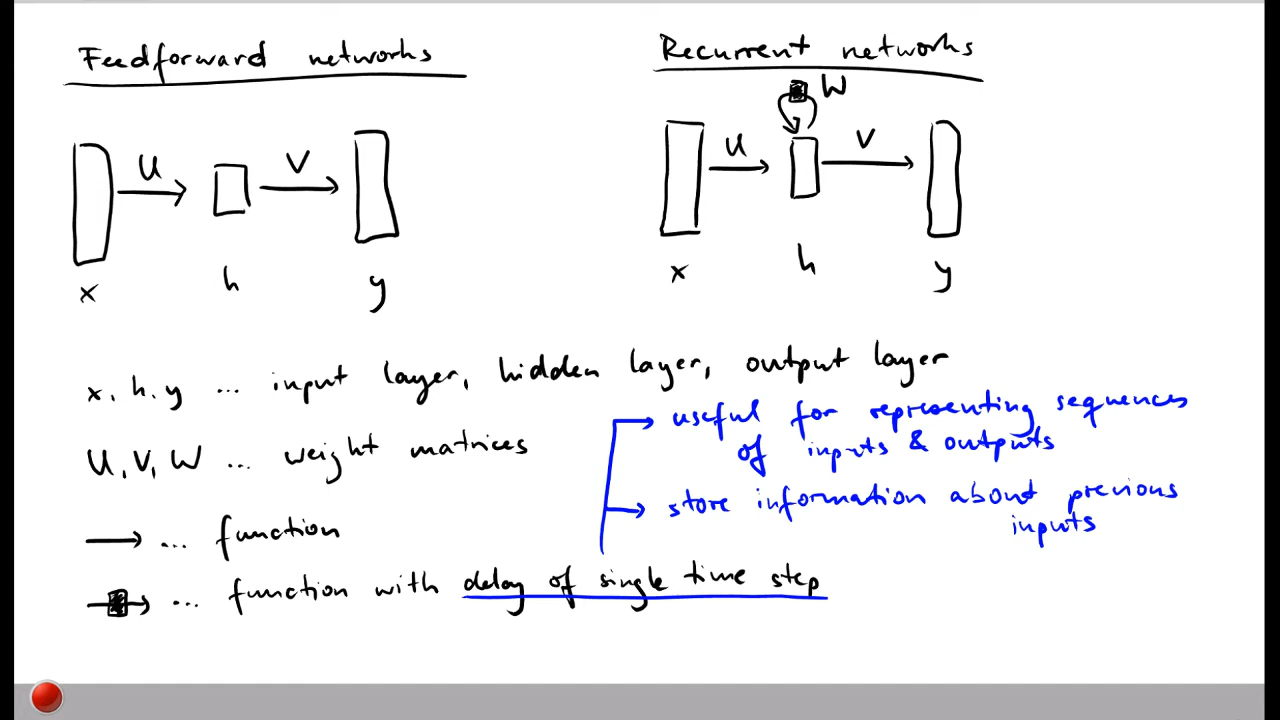 Feedforward networks
U
V
x
h
y
Recurrent networks
W
U
V
x
h
y
x, h, y ... input layer, hidden layer, output layer
U, V, W ... weight matrices
→ ... function
→ ... function with delay of single time step
→ useful for representing sequences
of inputs & outputs
→ store information about previous
inputs